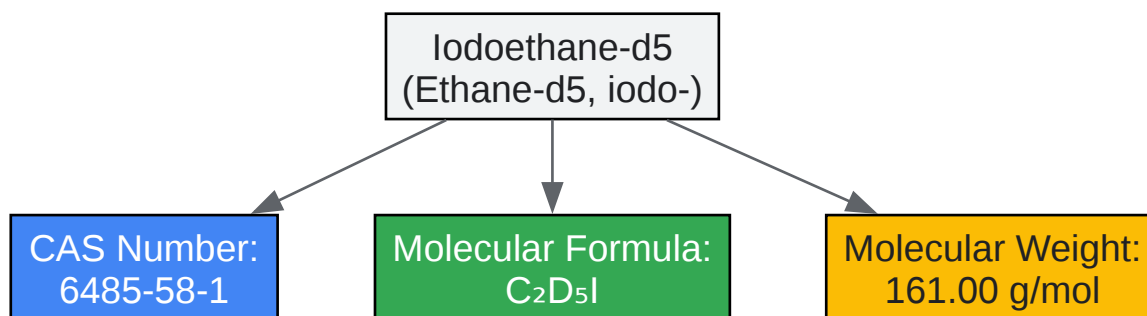 Iodoethane-d5
(Ethane-d5, iodo-)
CAS Number:
6485-58-1
Molecular Formula:
C₂D₅I
Molecular Weight:
161.00 g/mol